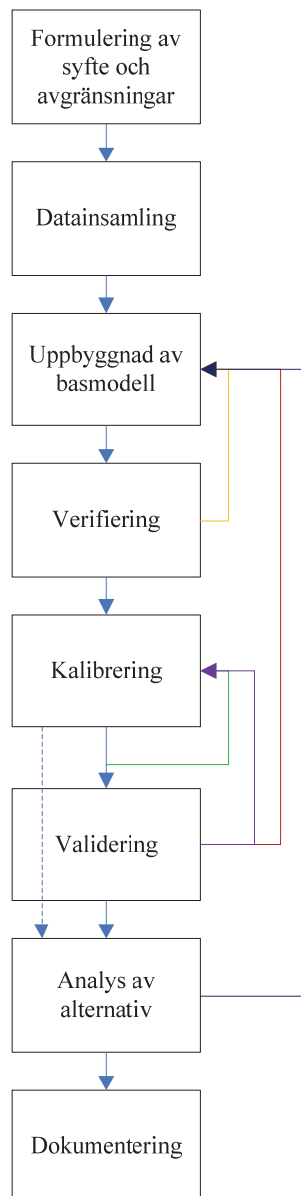 Formulering av
syfte och
avgränsningar
Datainsamling
Uppbyggnad av
basmodell
Verifiering
Kalibrering
Validering
Analys av
alternativ
Dokumentering